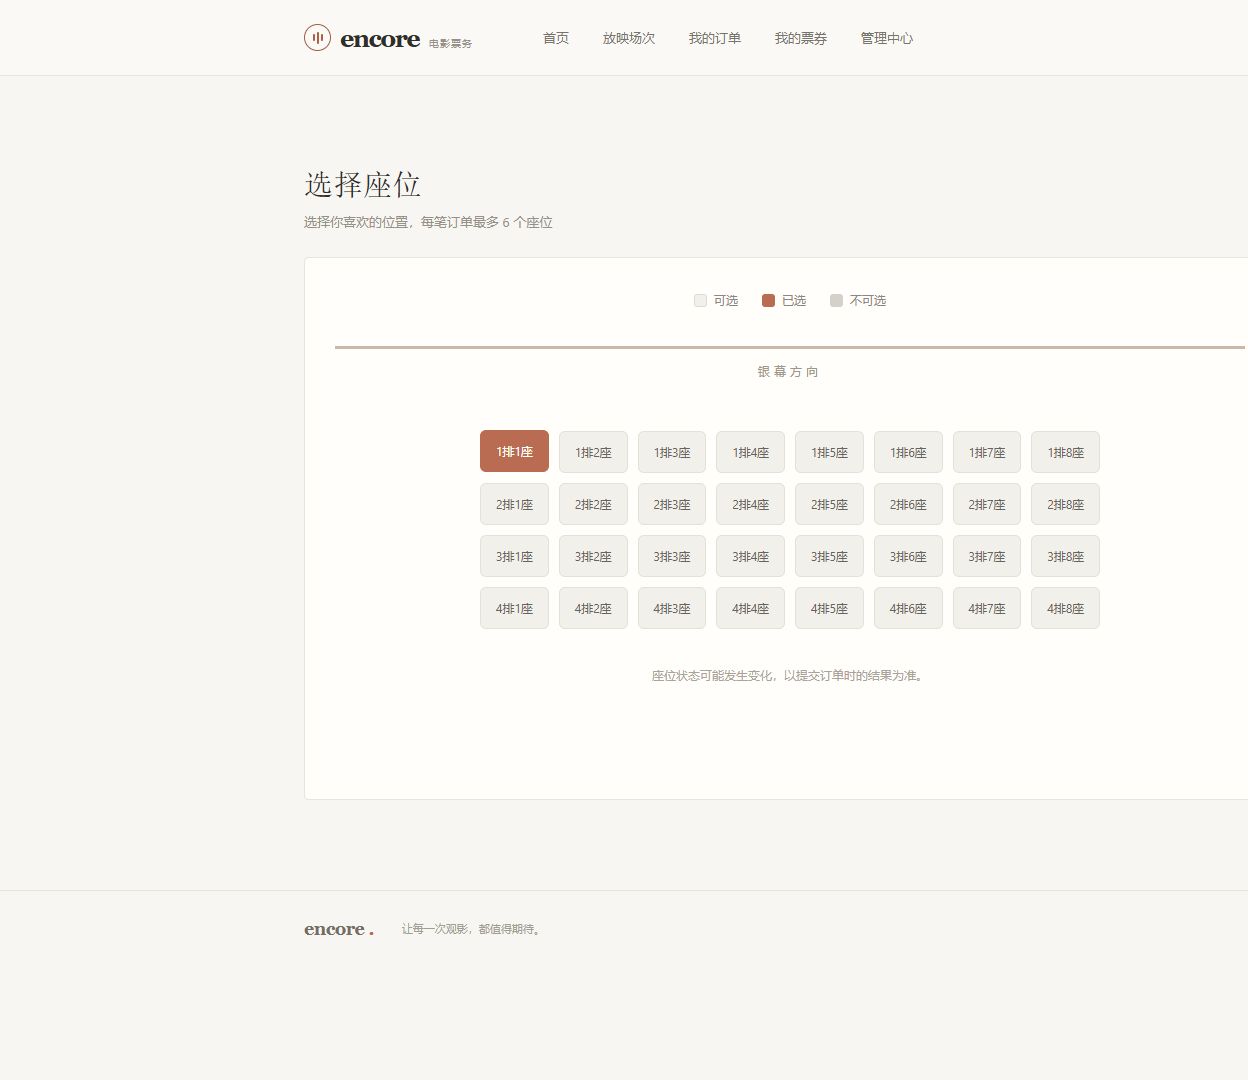 encore 电影票务 首页 放映场次 我的订单 我的票券 管理中心
选择座位
选择你喜欢的位置，每笔订单最多 6 个座位
可选 已选 不可选
银幕方向
1排1座 1排2座 1排3座 1排4座 1排5座 1排6座 1排7座 1排8座
2排1座 2排2座 2排3座 2排4座 2排5座 2排6座 2排7座 2排8座
3排1座 3排2座 3排3座 3排4座 3排5座 3排6座 3排7座 3排8座
4排1座 4排2座 4排3座 4排4座 4排5座 4排6座 4排7座 4排8座
座位状态可能发生变化，以提交订单时的结果为准。
encore . 让每一次观影，都值得期待。